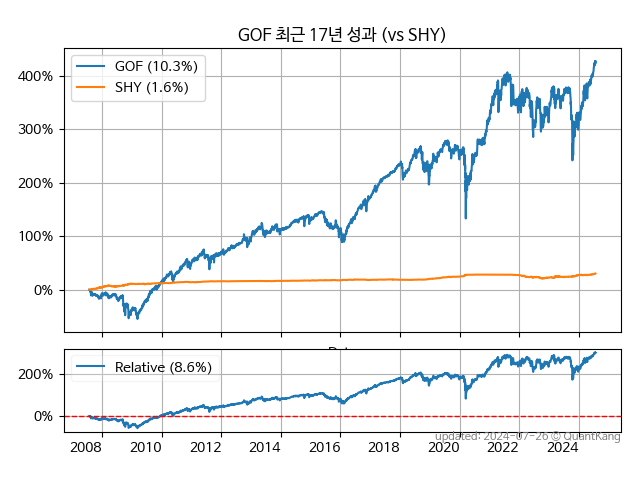 GOF 최근 17년 성과 (vs SHY)
GOF (10.3%)
SHY (1.6%)
400%
300%
200%
100%
0%
Relative (8.6%)
200%
0%
updated: 2024-07-26 © QuantKang
2008 2010 2012 2014 2016 2018 2020 2022 2024